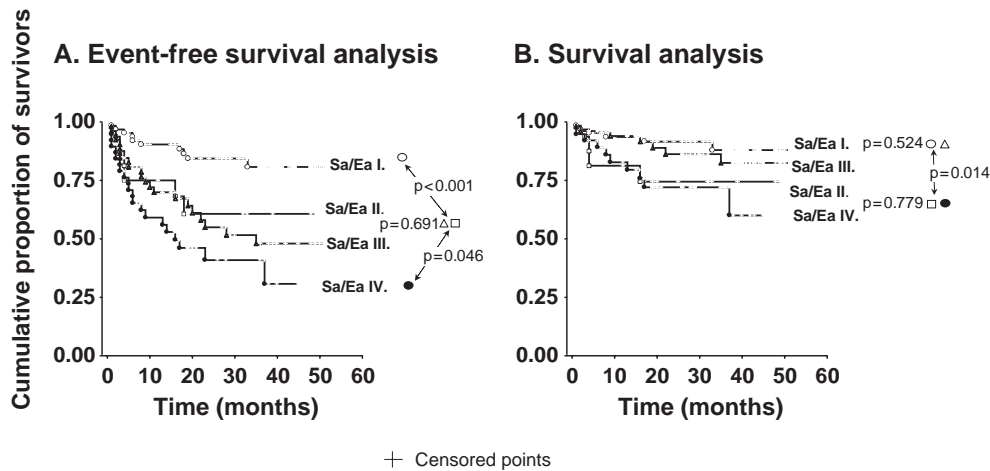 A. Event-free survival analysis
Cumulative proportion of survivors
1.00
0.75
0.50
0.25
0.00
0 10 20 30 40 50 60
Time (months)
Sa/Ea I.
Sa/Ea II.
Sa/Ea III.
Sa/Ea IV.
p<0.001
p=0.691
p=0.046
B. Survival analysis
1.00
0.75
0.50
0.25
0.00
0 10 20 30 40 50 60
Time (months)
Sa/Ea I.
Sa/Ea III.
Sa/Ea II.
Sa/Ea IV.
p=0.524
p=0.014
p=0.779
Censored points